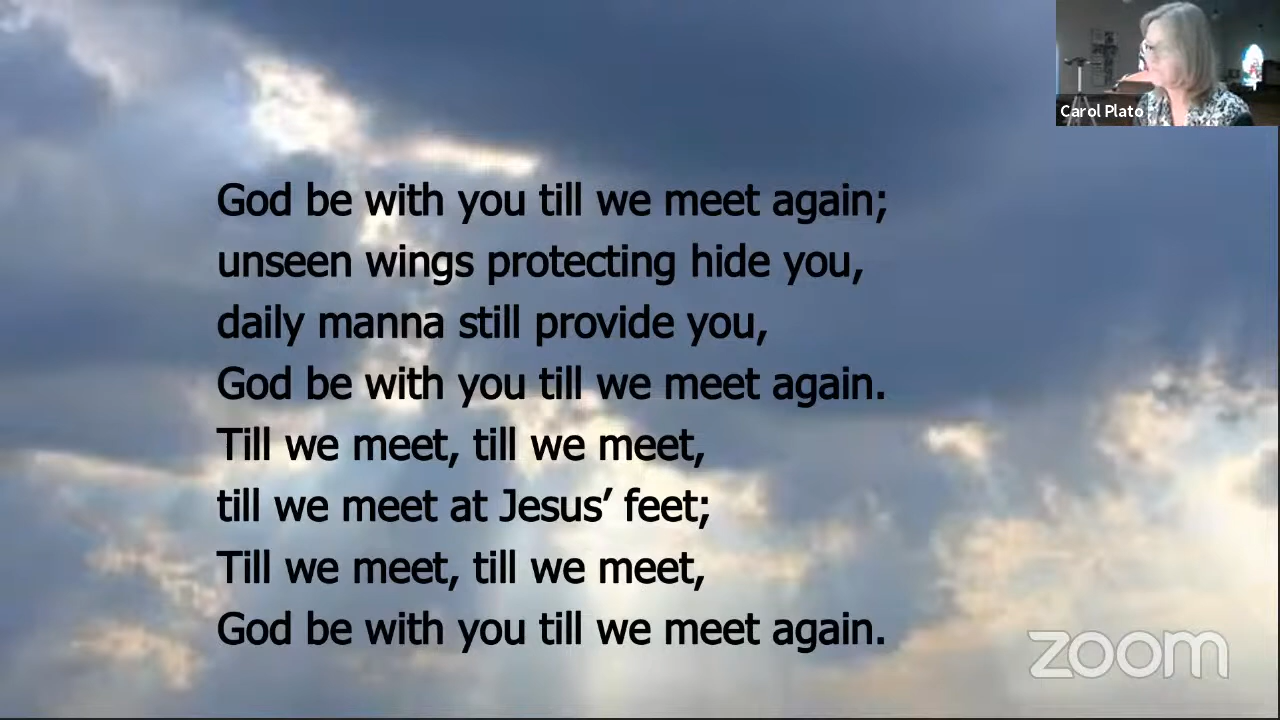 Carol Plato
God be with you till we meet again;
unseen wings protecting hide you,
daily manna still provide you,
God be with you till we meet again.
Till we meet, till we meet,
till we meet at Jesus’ feet;
Till we meet, till we meet,
God be with you till we meet again.
zoom